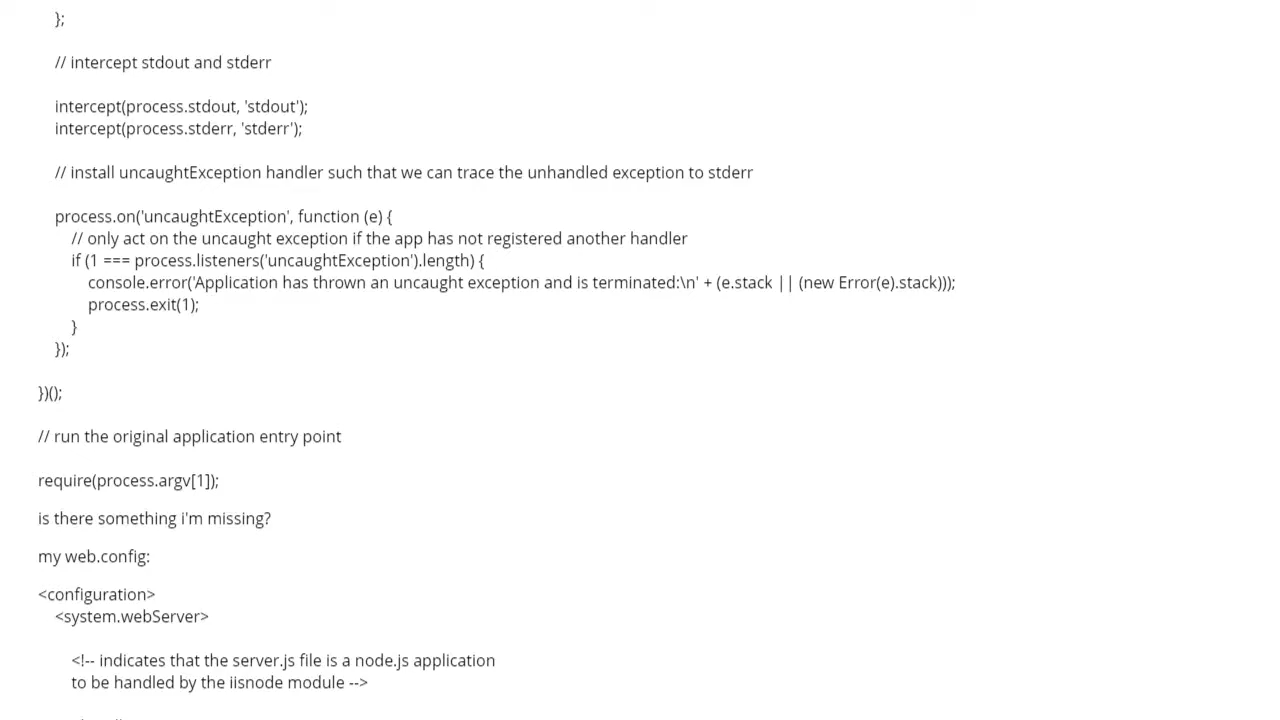 };
// intercept stdout and stderr
intercept(process.stdout, 'stdout');
intercept(process.stderr, 'stderr');
// install uncaughtException handler such that we can trace the unhandled exception to stderr
process.on('uncaughtException', function (e) {
// only act on the uncaught exception if the app has not registered another handler
if (1 === process.listeners('uncaughtException').length) {
console.error('Application has thrown an uncaught exception and is terminated:\n' + (e.stack || (new Error(e).stack)));
process.exit(1);
}
});
})();
// run the original application entry point
require(process.argv[1]);
is there something i'm missing?
my web.config:
<configuration>
<system.webServer>
<!-- indicates that the server.js file is a node.js application
to be handled by the iisnode module -->